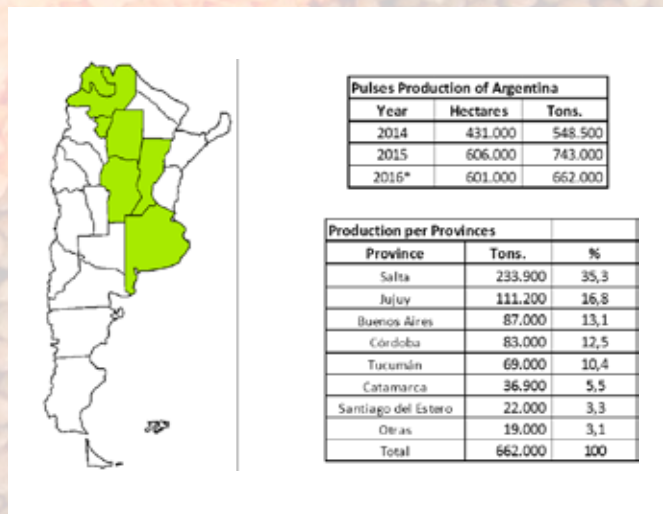 Pulses Production of Argentina
Year Hectares Tons.
2014 431.000 548.500
2015 606.000 743.000
2016* 601.000 662.000
Production per Provinces
Province Tons. %
Salta 233.900 35,3
Jujuy 111.200 16,8
Buenos Aires 87.000 13,1
Córdoba 83.000 12,5
Tucumán 69.000 10,4
Catamarca 36.900 5,5
Santiago del Estero 22.000 3,3
Otras 19.000 3,1
Total 662.000 100